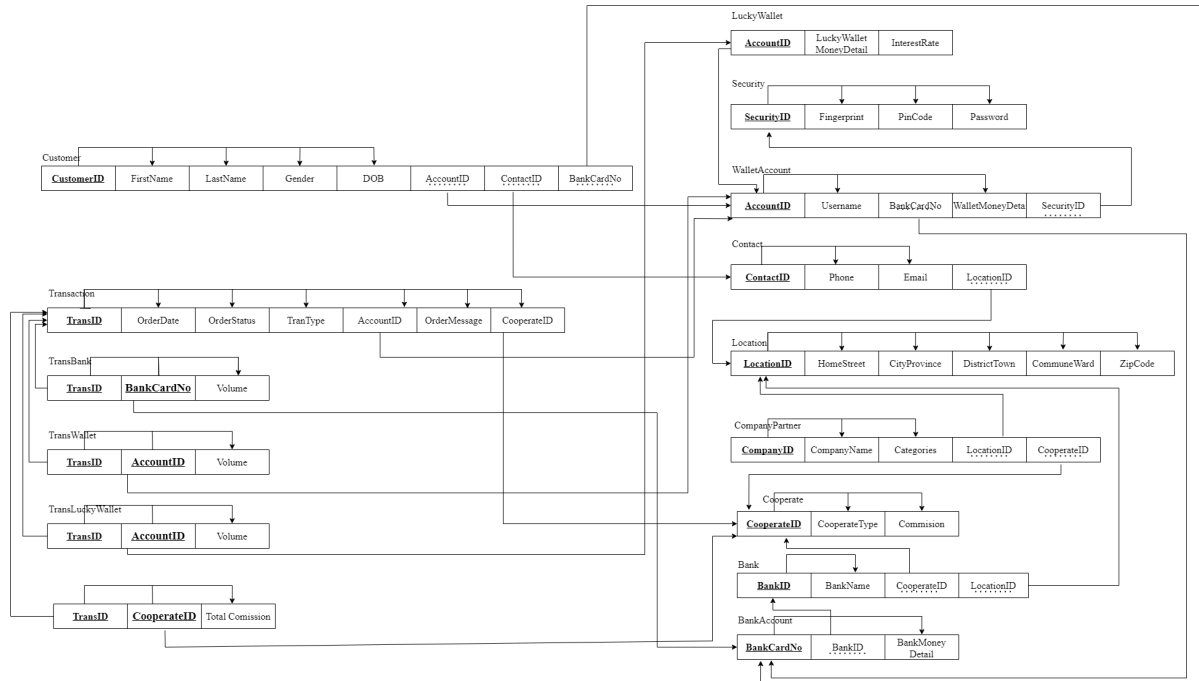 LuckyWallet
AccountID LuckyWallet MoneyDetail InterestRate
Security
SecurityID Fingerprint PinCode Password
Customer
CustomerID FirstName LastName Gender DOB AccountID ContactID BankCardNo
WalletAccount
AccountID Username BankCardNo WalletMoneyDetai SecurityID
Contact
ContactID Phone Email LocationID
Transaction
TransID OrderDate OrderStatus TranType AccountID OrderMessage CooperateID
Location
LocationID HomeStreet CityProvince DistrictTown CommuneWard ZipCode
TransBank
TransID BankCardNo Volume
CompanyPartner
CompanyID CompanyName Categories LocationID CooperateID
TransWallet
TransID AccountID Volume
Cooperate
CooperateID CooperateType Commision
TransLuckyWallet
TransID AccountID Volume
Bank
BankID BankName CooperateID LocationID
TransID CooperateID Total Comission
BankAccount
BankCardNo BankID BankMoney Detail